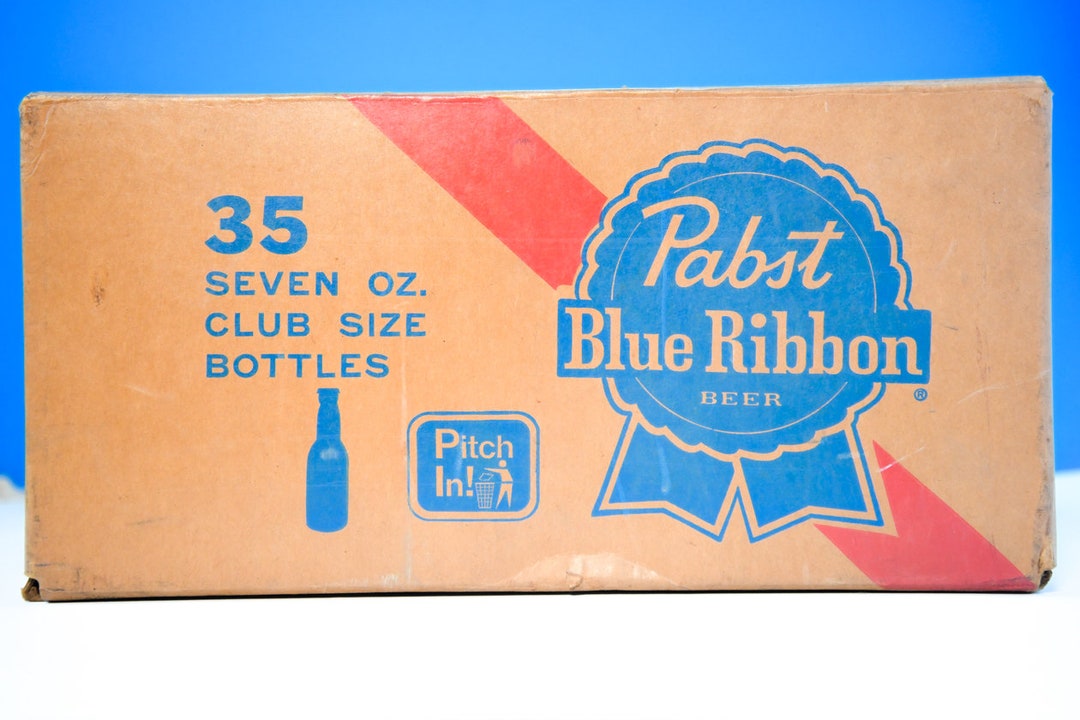 35
SEVEN OZ.
CLUB SIZE
BOTTLES
Pitch
In!
Pabst
Blue Ribbon
BEER
®